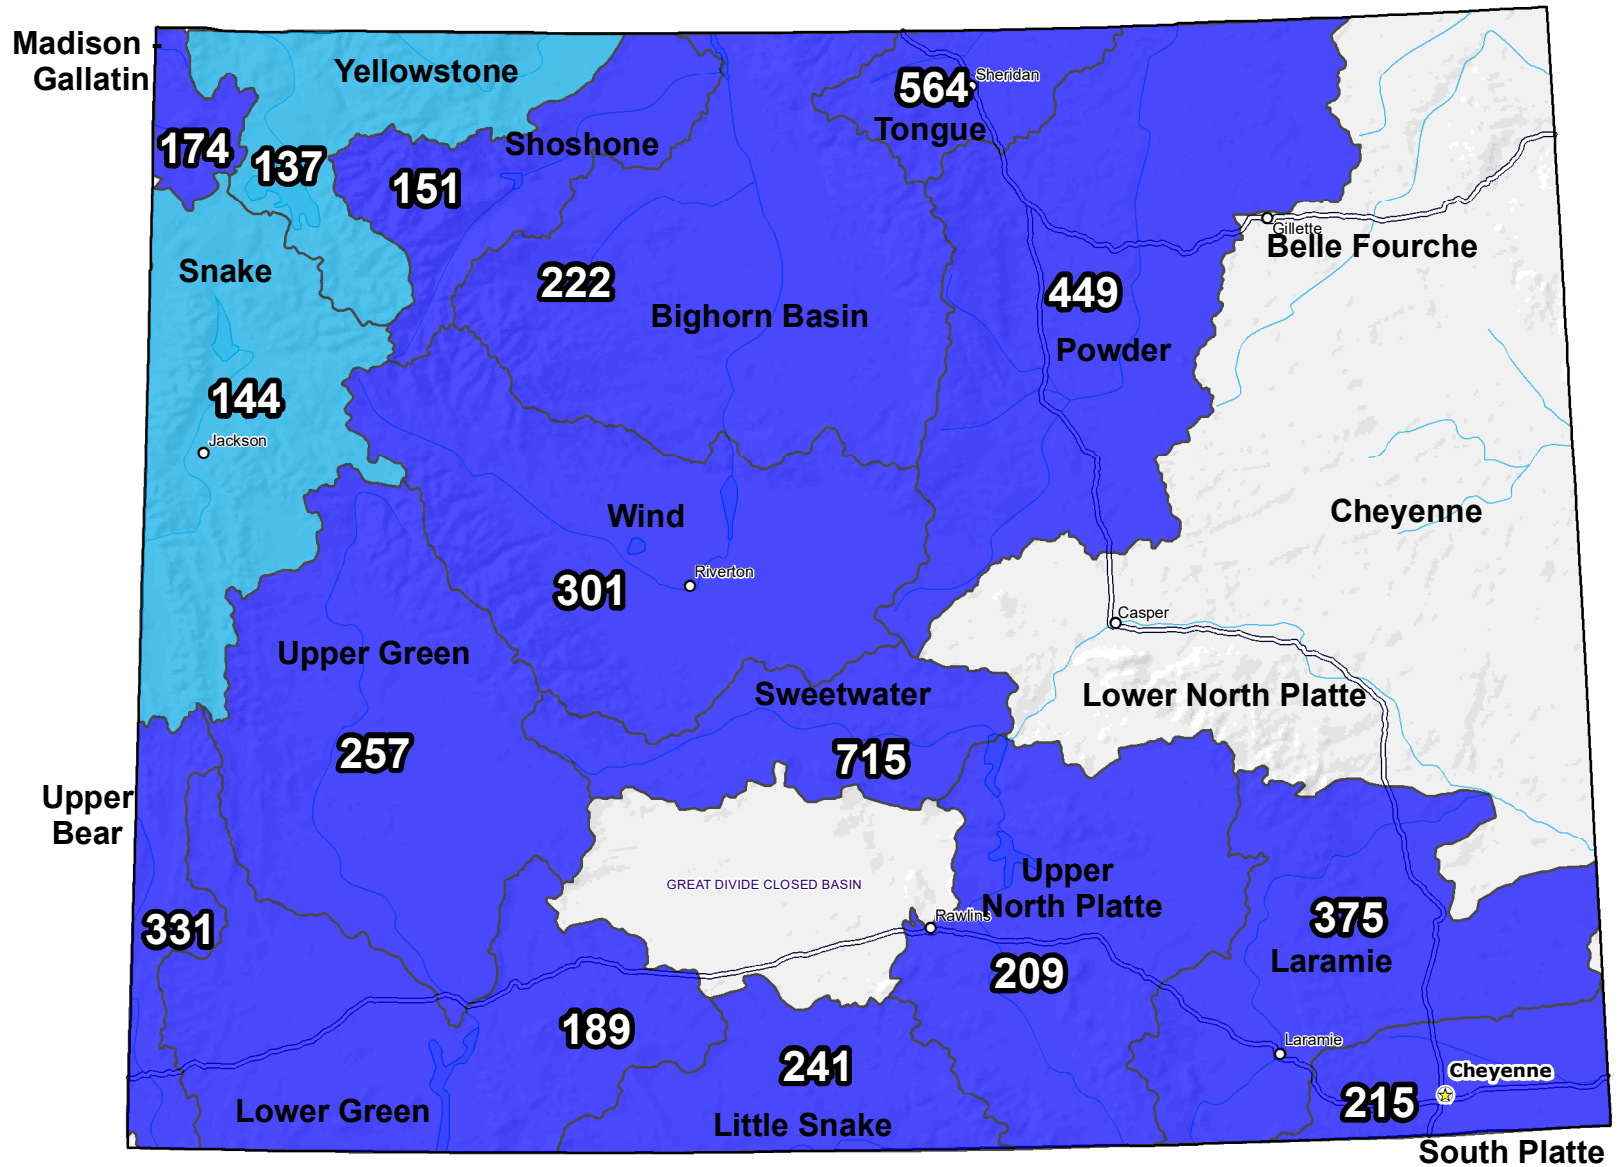 Madison
Gallatin
Yellowstone
564
Sheridan
Tongue
Shoshone
174
137
151
Gillette
Belle Fourche
Snake
222
449
Bighorn Basin
Powder
144
Jackson
Wind
Cheyenne
Riverton
301
Casper
Upper Green
Sweetwater
Lower North Platte
257
715
Upper
Bear
GREAT DIVIDE CLOSED BASIN
Upper
North Platte
Rawlins
375
331
Laramie
209
189
Laramie
241
Cheyenne
215
Lower Green
Little Snake
South Platte